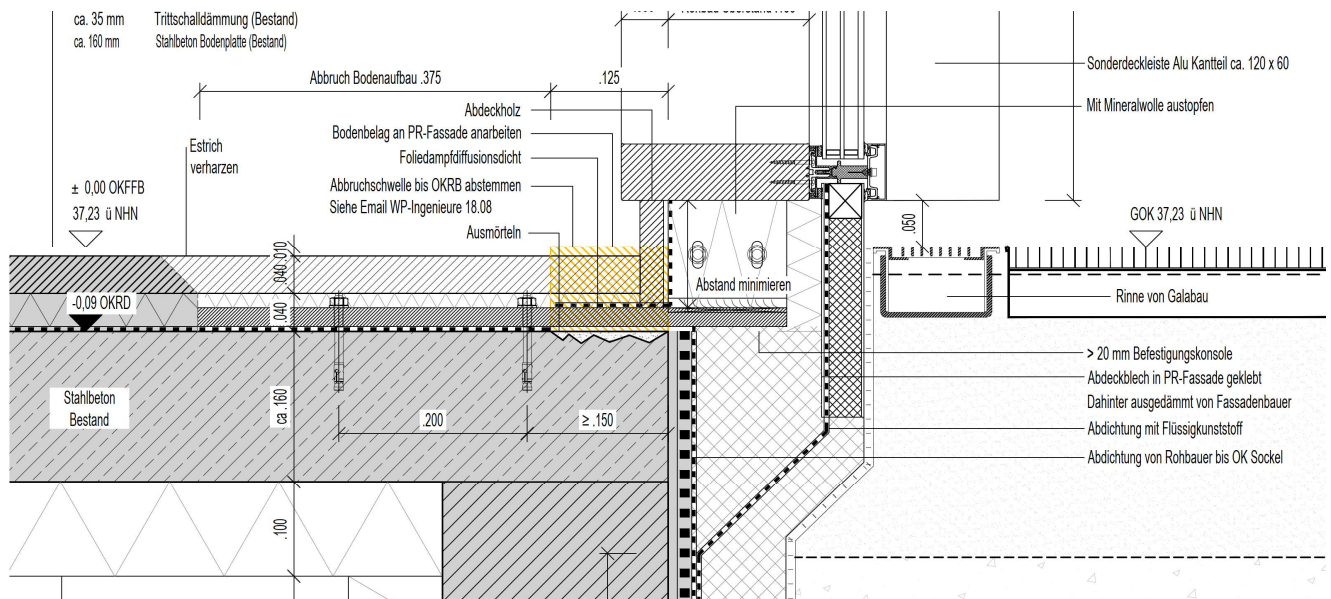 ca. 35 mm Trittschalldämmung (Bestand)
ca. 160 mm Stahlbeton Bodenplatte (Bestand)
Abbruch Bodenaufbau .375
.125
Sonderdeckleiste Alu Kantteil ca. 120 x 60
Mit Mineralwolle austopfen
Abdeckholz
Bodenbelag an PR-Fassade anarbeiten
Foliedampfdiffusionsdicht
Abbruchschwelle bis OKRB abstemmen
Siehe Email WP-Ingenieure 18.08
Ausmörteln
Estrich
verharzen
± 0,00 OKFFB
37,23 ü NHN
-0.09 OKRD
.010
.040
.040
.050
GOK 37,23 ü NHN
Abstand minimieren
Rinne von Galabau
> 20 mm Befestigungskonsole
Abdeckblech in PR-Fassade geklebt
Dahinter ausgedämmt von Fassadenbauer
Abdichtung mit Flüssigkunststoff
Abdichtung von Rohbauer bis OK Sockel
Stahlbeton
Bestand
ca.160
.200
≥ .150
.100